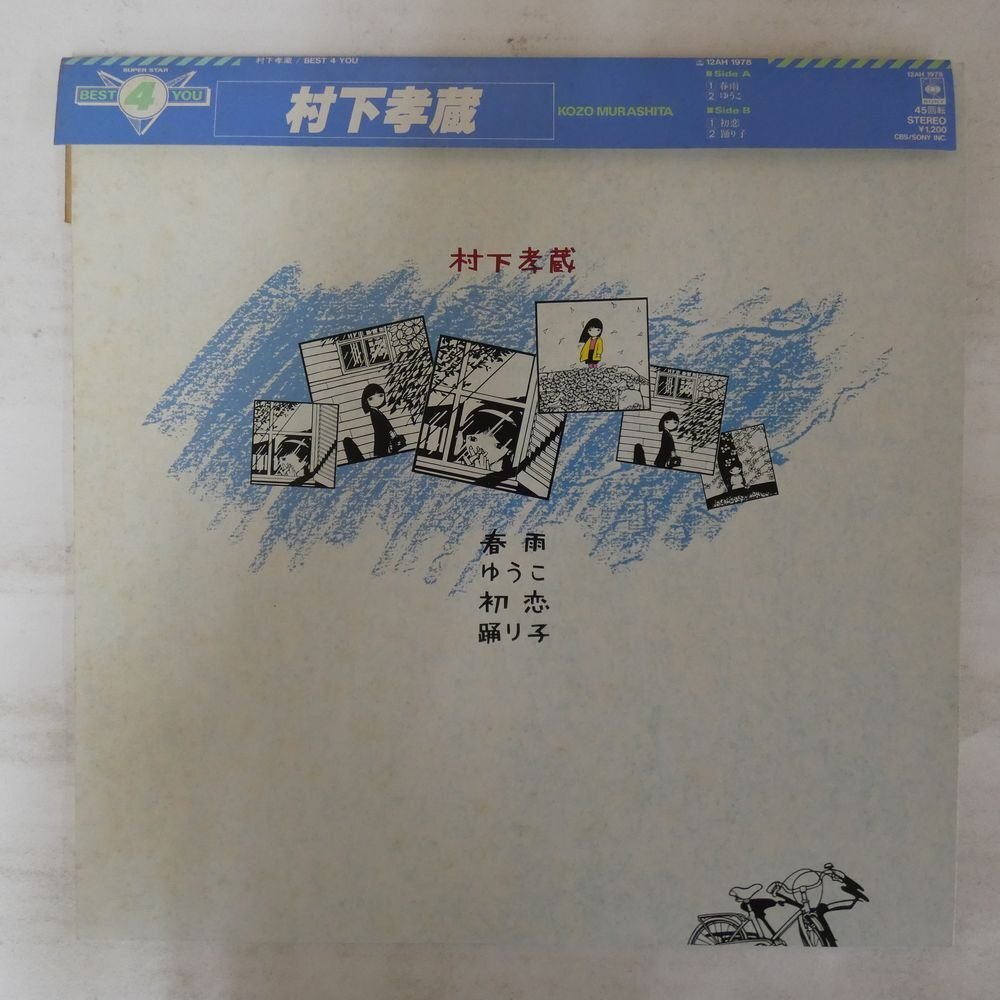 SUPER STAR
BEST 4 YOU
村下孝蔵 / BEST 4 YOU
村下孝蔵
KOZO MURASHITA
12AH 1978
■Side A
1 春雨
2 ゆうこ
■Side B
1 初恋
2 踊り子
12AH 1978
CBS SONY
45回転
STEREO
¥1,200
CBS/SONY INC.
村下孝蔵
春雨
ゆうこ
初恋
踊り子